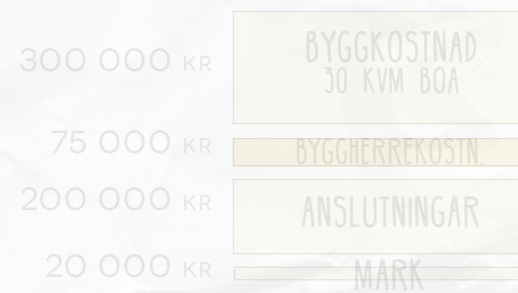 300 000 KR
BYGGKOSTNAD
30 KVM BOA
75 000 KR
BYGGHERREKOSTN.
200 000 KR
ANSLUTNINGAR
20 000 KR
MARK